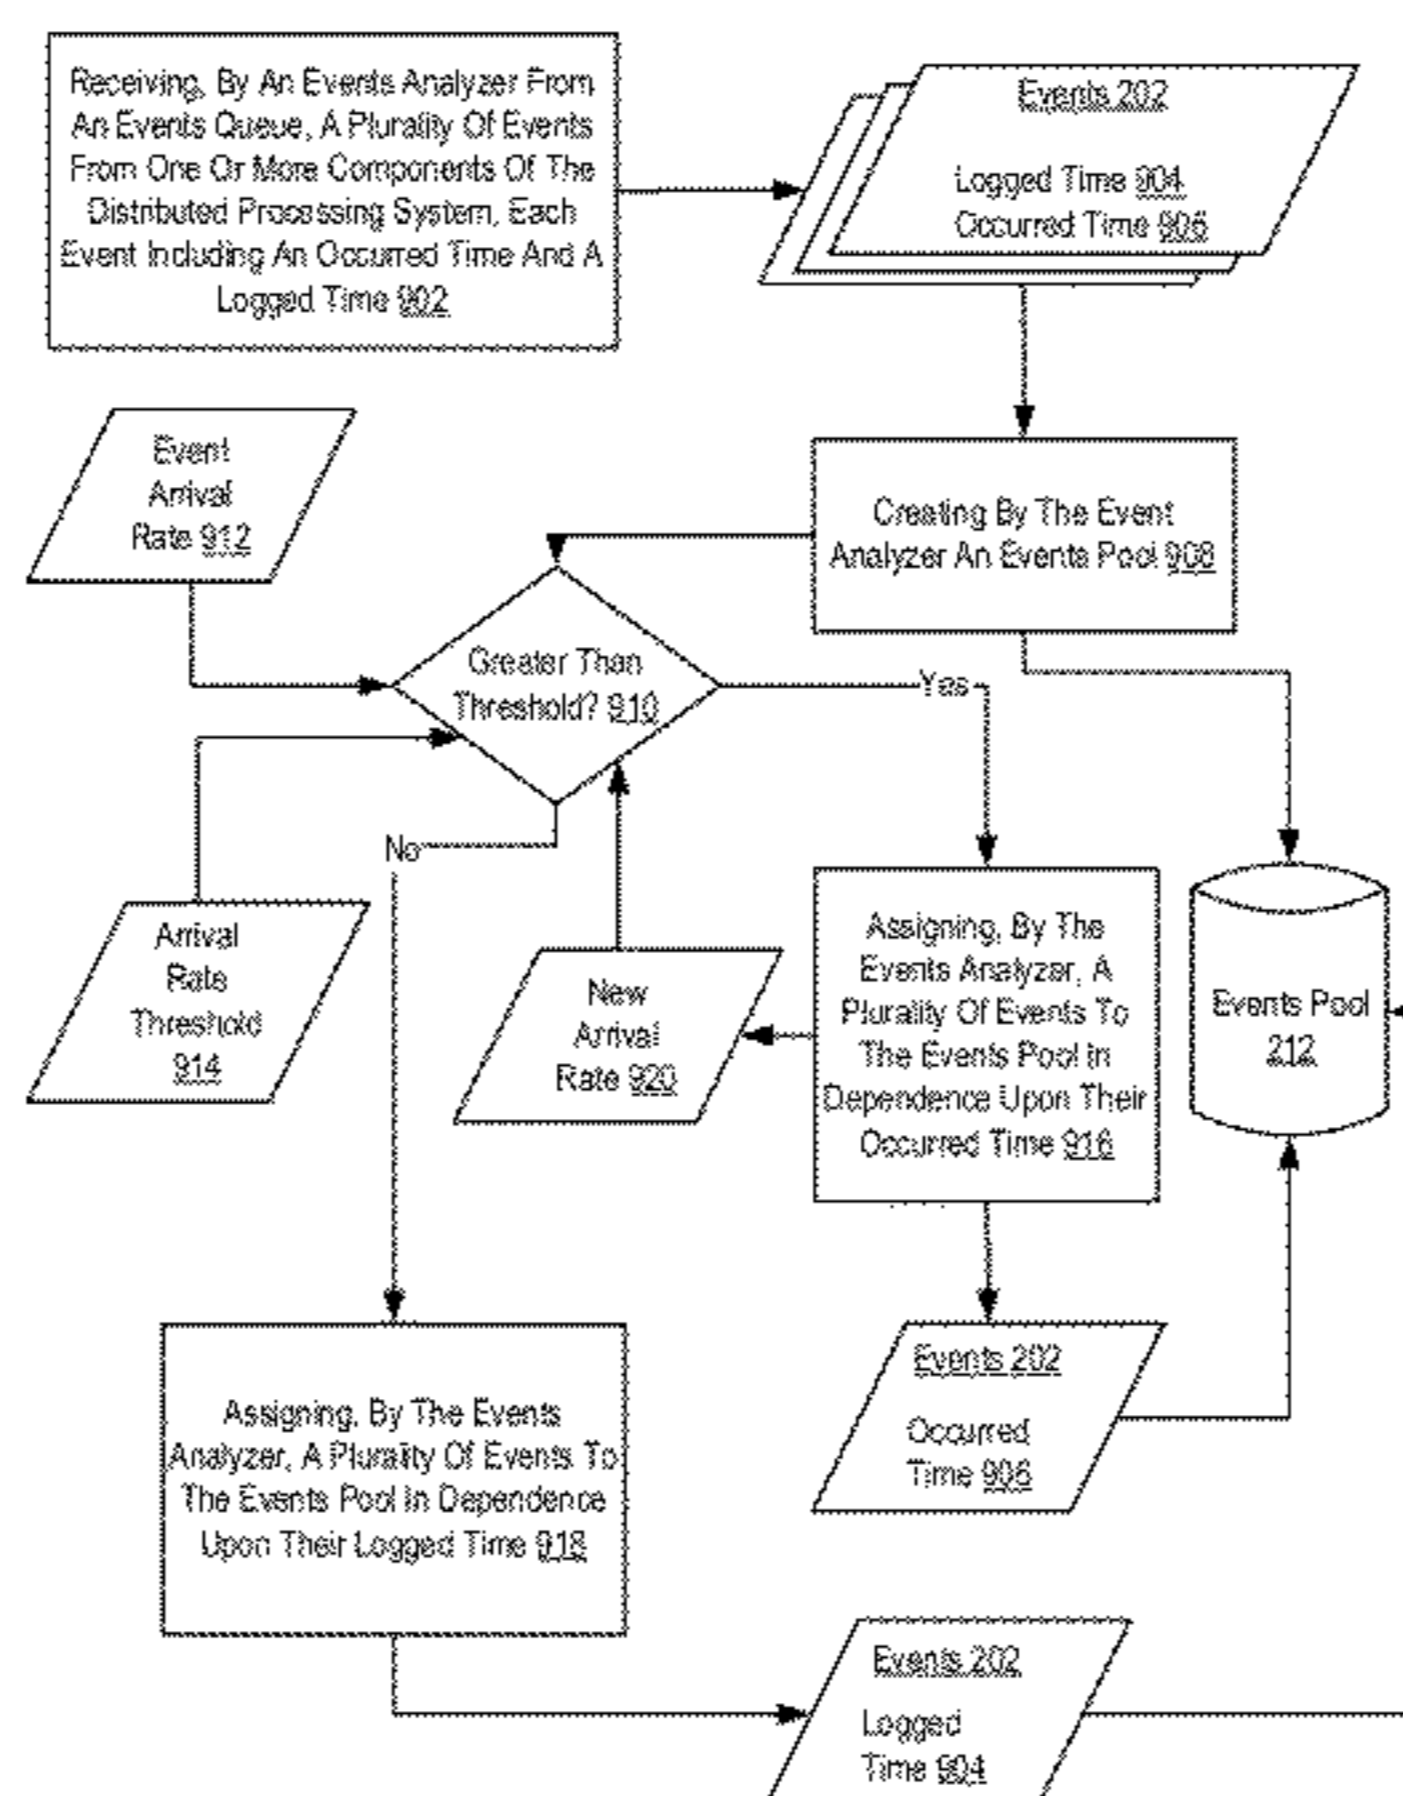 Receiving, By An Events Analyzer From
An Events Queue, A Plurality Of Events
From One Or More Components Of The
Distributed Processing System, Each
Event Including An Occurred Time And A
Logged Time 902
Events 202
Logged Time 904
Occurred Time 906
Event
Arrival
Rate 912
Creating By The Event
Analyzer An Events Pool 908
Greater Than
Threshold? 910
Yes
No
Arrival
Rate
Threshold
914
New
Arrival
Rate 920
Assigning, By The
Events Analyzer, A
Plurality Of Events To
The Events Pool In
Dependence Upon Their
Occurred Time 916
Events Pool
212
Events 202
Occurred
Time 906
Assigning, By The Events
Analyzer, A Plurality Of Events To
The Events Pool In Dependence
Upon Their Logged Time 918
Events 202
Logged
Time 904